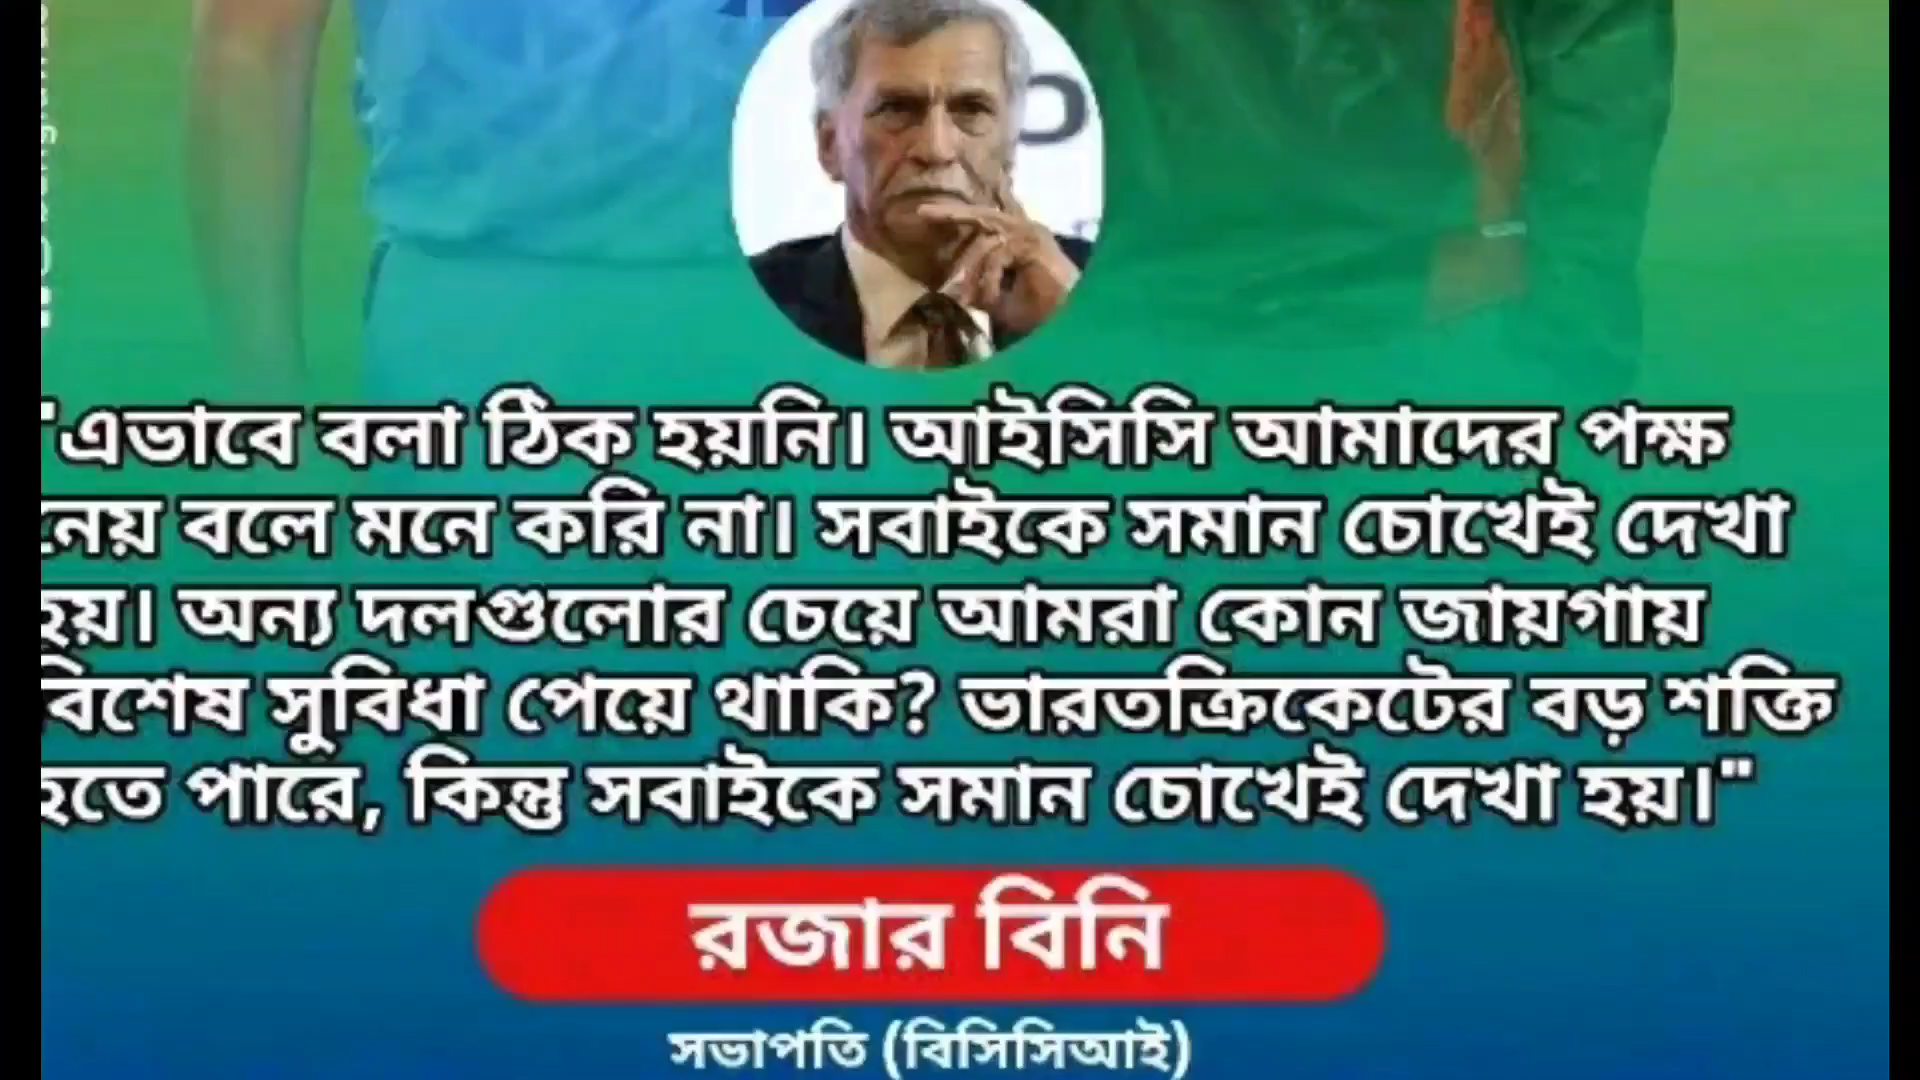 "এভাবে বলা ঠিক হয়নি। আইসিসি আমাদের পক্ষ
নেয় বলে মনে করি না। সবাইকে সমান চোখেই দেখা
হয়। অন্য দলগুলোর চেয়ে আমরা কোন জায়গায়
বিশেষ সুবিধা পেয়ে থাকি? ভারতক্রিকেটের বড় শক্তি
হতে পারে, কিন্তু সবাইকে সমান চোখেই দেখা হয়।"
রজার বিনি
সভাপতি (বিসিসিআই)